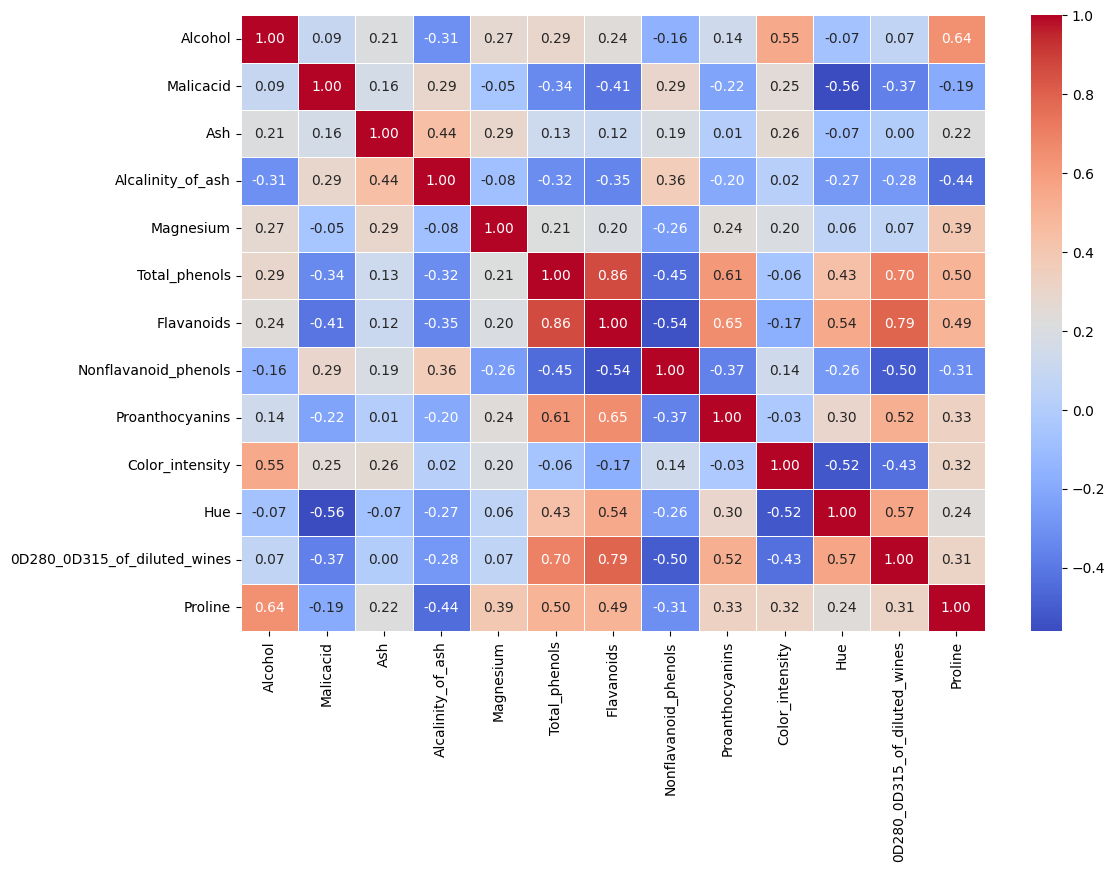 Alcohol 1.00 0.09 0.21 -0.31 0.27 0.29 0.24 -0.16 0.14 0.55 -0.07 0.07 0.64
Malicacid 0.09 1.00 0.16 0.29 -0.05 -0.34 -0.41 0.29 -0.22 0.25 -0.56 -0.37 -0.19
Ash 0.21 0.16 1.00 0.44 0.29 0.13 0.12 0.19 0.01 0.26 -0.07 0.00 0.22
Alcalinity_of_ash -0.31 0.29 0.44 1.00 -0.08 -0.32 -0.35 0.36 -0.20 0.02 -0.27 -0.28 -0.44
Magnesium 0.27 -0.05 0.29 -0.08 1.00 0.21 0.20 -0.26 0.24 0.20 0.06 0.07 0.39
Total_phenols 0.29 -0.34 0.13 -0.32 0.21 1.00 0.86 -0.45 0.61 -0.06 0.43 0.70 0.50
Flavanoids 0.24 -0.41 0.12 -0.35 0.20 0.86 1.00 -0.54 0.65 -0.17 0.54 0.79 0.49
Nonflavanoid_phenols -0.16 0.29 0.19 0.36 -0.26 -0.45 -0.54 1.00 -0.37 0.14 -0.26 -0.50 -0.31
Proanthocyanins 0.14 -0.22 0.01 -0.20 0.24 0.61 0.65 -0.37 1.00 -0.03 0.30 0.52 0.33
Color_intensity 0.55 0.25 0.26 0.02 0.20 -0.06 -0.17 0.14 -0.03 1.00 -0.52 -0.43 0.32
Hue -0.07 -0.56 -0.07 -0.27 0.06 0.43 0.54 -0.26 0.30 -0.52 1.00 0.57 0.24
0D280_0D315_of_diluted_wines 0.07 -0.37 0.00 -0.28 0.07 0.70 0.79 -0.50 0.52 -0.43 0.57 1.00 0.31
Proline 0.64 -0.19 0.22 -0.44 0.39 0.50 0.49 -0.31 0.33 0.32 0.24 0.31 1.00
Alcohol
Malicacid
Ash
Alcalinity_of_ash
Magnesium
Total_phenols
Flavanoids
Nonflavanoid_phenols
Proanthocyanins
Color_intensity
Hue
0D280_0D315_of_diluted_wines
Proline
1.0
0.8
0.6
0.4
0.2
0.0
−0.2
−0.4